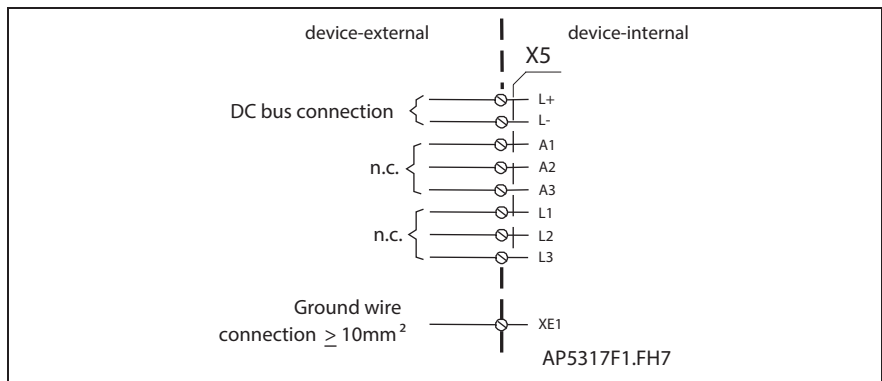 device-external device-internal
X5
DC bus connection
L+
L-
n.c.
A1
A2
A3
n.c.
L1
L2
L3
Ground wire
connection ≥ 10mm²
XE1
AP5317F1.FH7